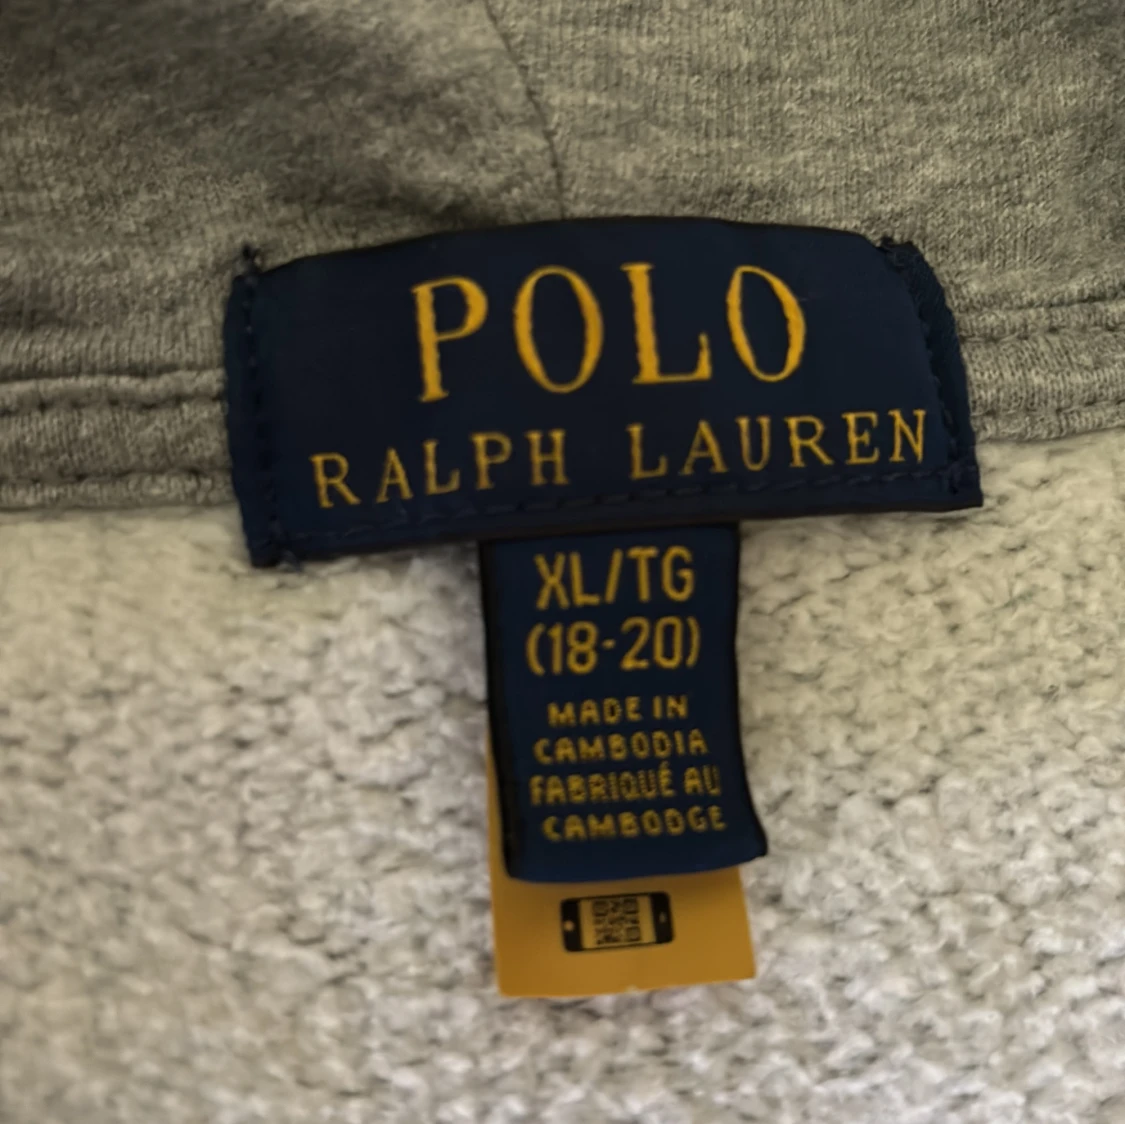 POLO
RALPH LAUREN
XL/TG
(18-20)
MADE IN
CAMBODIA
FABRIQUÉ AU
CAMBODGE